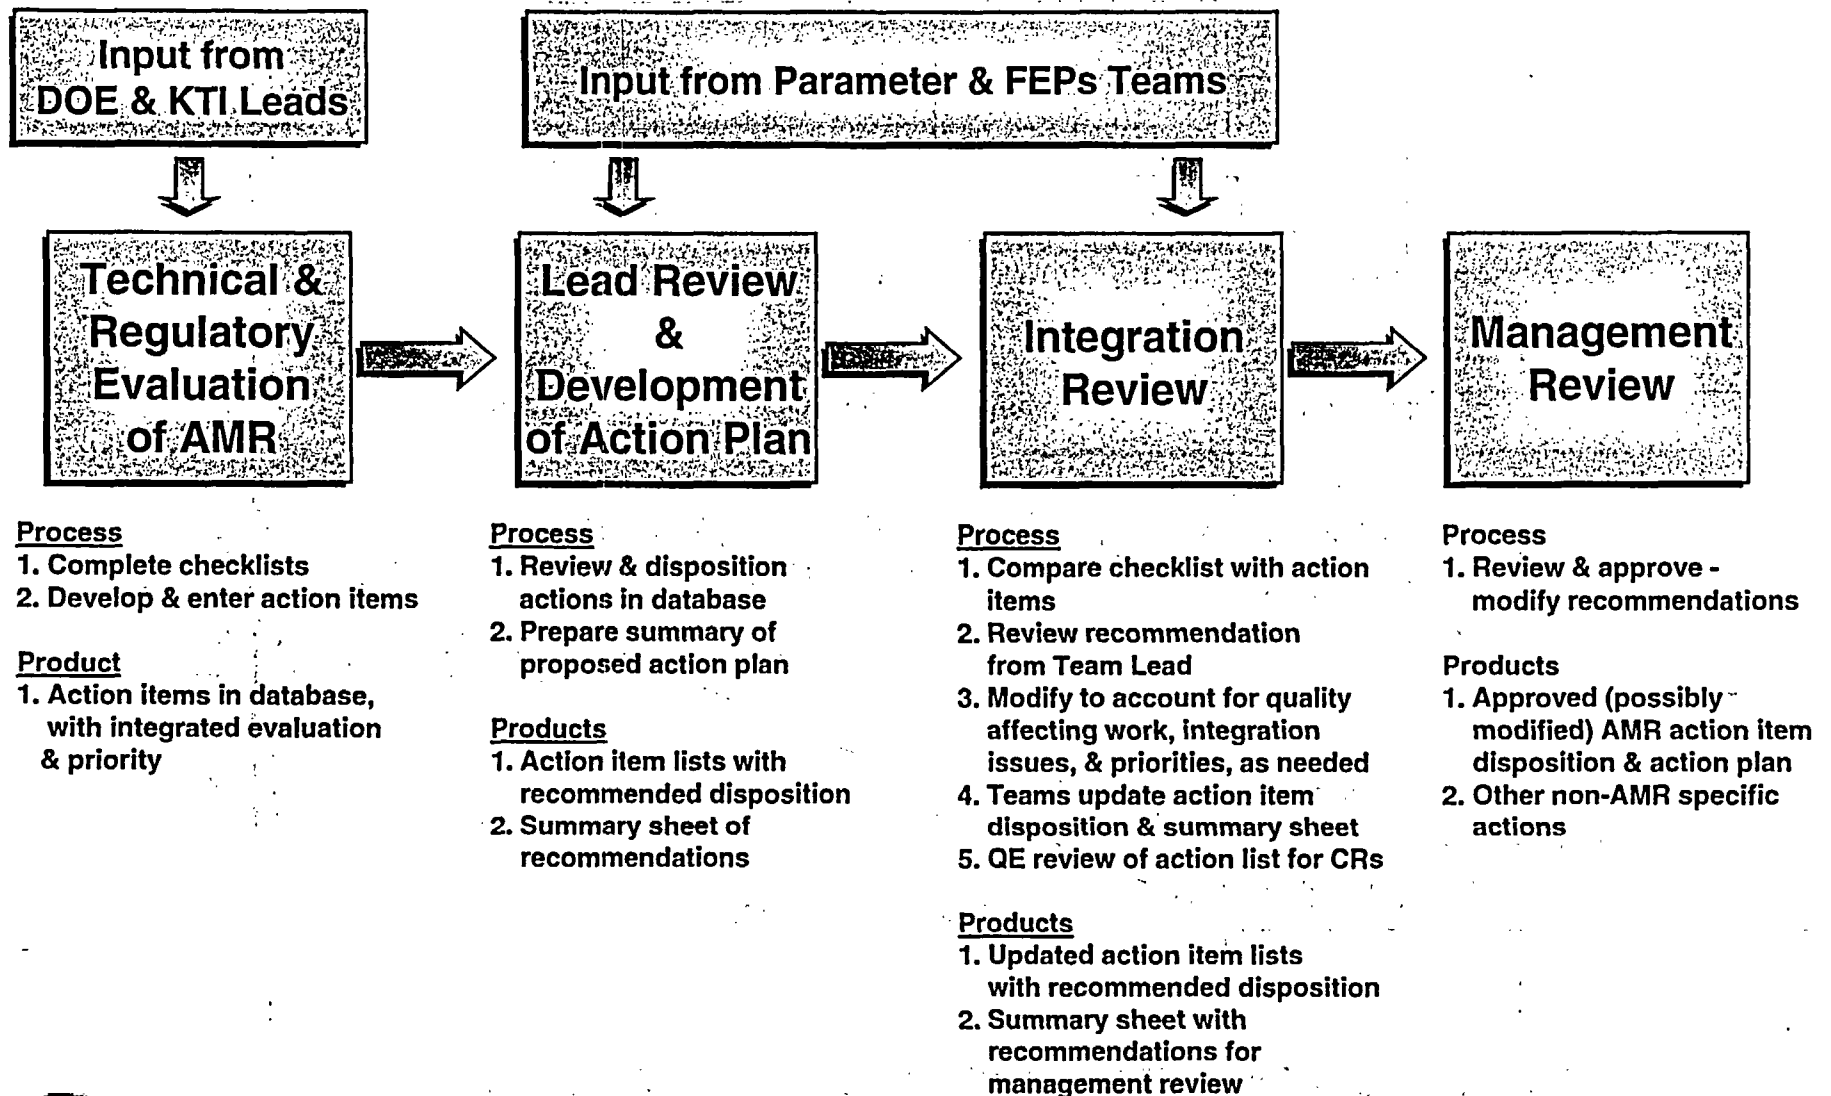 Input from
DOE & KTI Leads
Input from Parameter & FEPs Teams
Technical &
Regulatory
Evaluation
of AMR
Lead Review
&
Development
of Action Plan
Integration
Review
Management
Review
Process
1. Complete checklists
2. Develop & enter action items
Product
1. Action items in database,
with integrated evaluation
& priority
Process
1. Review & disposition
actions in database
2. Prepare summary of
proposed action plan
Products
1. Action item lists with
recommended disposition
2. Summary sheet of
recommendations
Process
1. Compare checklist with action
items
2. Review recommendation
from Team Lead
3. Modify to account for quality
affecting work, integration
issues, & priorities, as needed
4. Teams update action item
disposition & summary sheet
5. QE review of action list for CRs
Products
1. Updated action item lists
with recommended disposition
2. Summary sheet with
recommendations for
management review
Process
1. Review & approve -
modify recommendations
Products
1. Approved (possibly
modified) AMR action item
disposition & action plan
2. Other non-AMR specific
actions